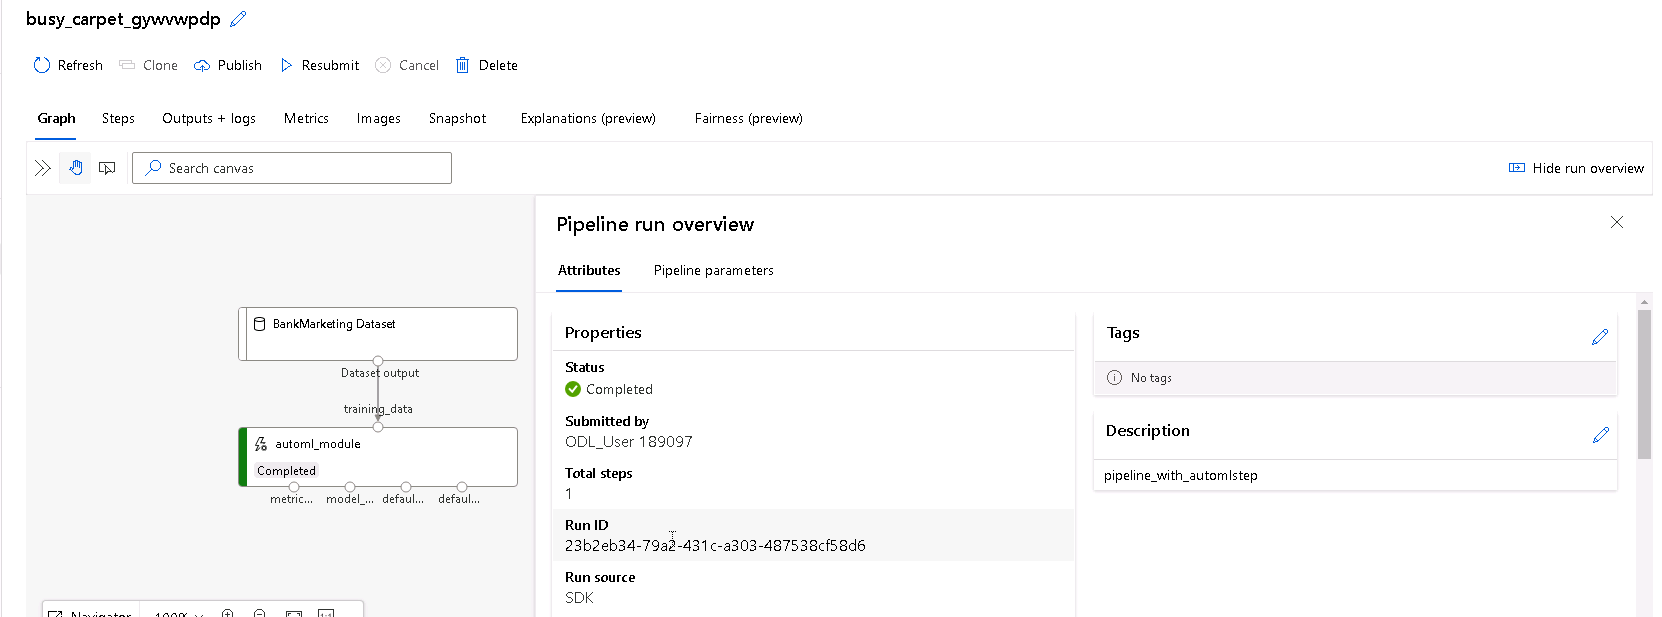 busy_carpet_gywvwpdp
Refresh Clone Publish Resubmit Cancel Delete
Graph Steps Outputs + logs Metrics Images Snapshot Explanations (preview) Fairness (preview)
Search canvas
Hide run overview
BankMarketing Dataset
Dataset output
training_data
automl_module
Completed
metric... model_... defaul... defaul...
Navigator 100%
Pipeline run overview
Attributes Pipeline parameters
Properties
Status
Completed
Submitted by
ODL_User 189097
Total steps
1
Run ID
23b2eb34-79a2-431c-a303-487538cf58d6
Run source
SDK
Tags
No tags
Description
pipeline_with_automlstep